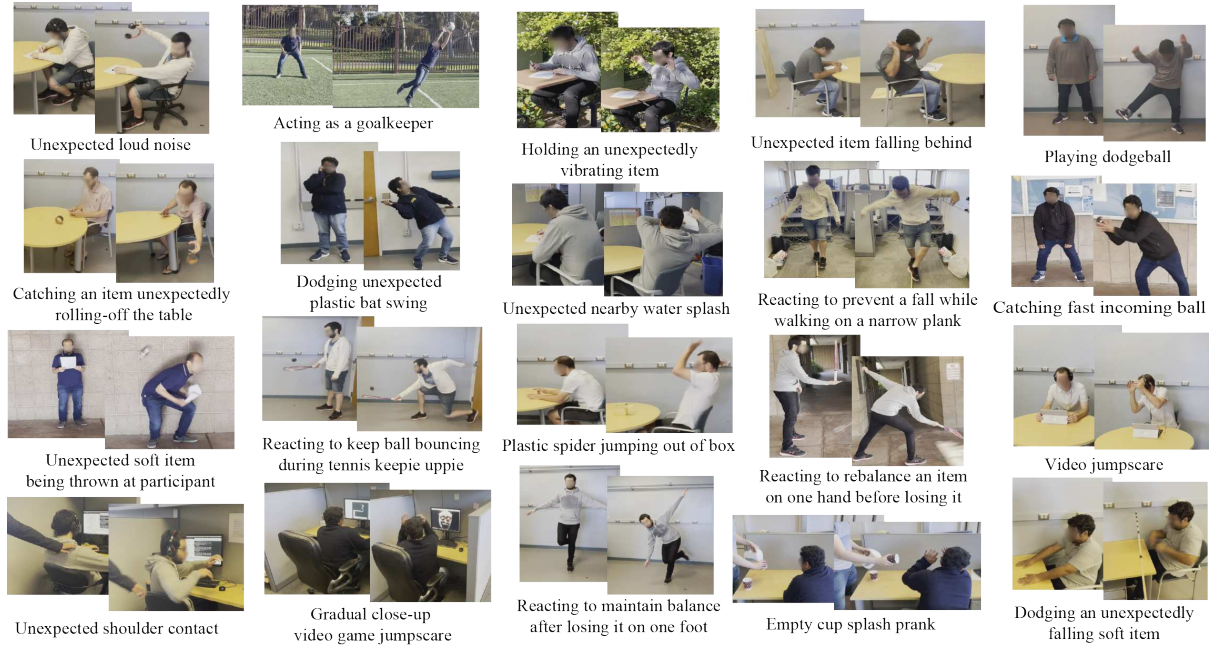 Unexpected loud noise
Acting as a goalkeeper
Holding an unexpectedly
vibrating item
Unexpected item falling behind
Playing dodgeball
Catching an item unexpectedly
rolling-off the table
Dodging unexpected
plastic bat swing
Unexpected nearby water splash
Reacting to prevent a fall while
walking on a narrow plank
Catching fast incoming ball
Unexpected soft item
being thrown at participant
Reacting to keep ball bouncing
during tennis keepie uppie
Plastic spider jumping out of box
Reacting to rebalance an item
on one hand before losing it
Video jumpscare
Unexpected shoulder contact
Gradual close-up
video game jumpscare
Reacting to maintain balance
after losing it on one foot
Empty cup splash prank
Dodging an unexpectedly
falling soft item